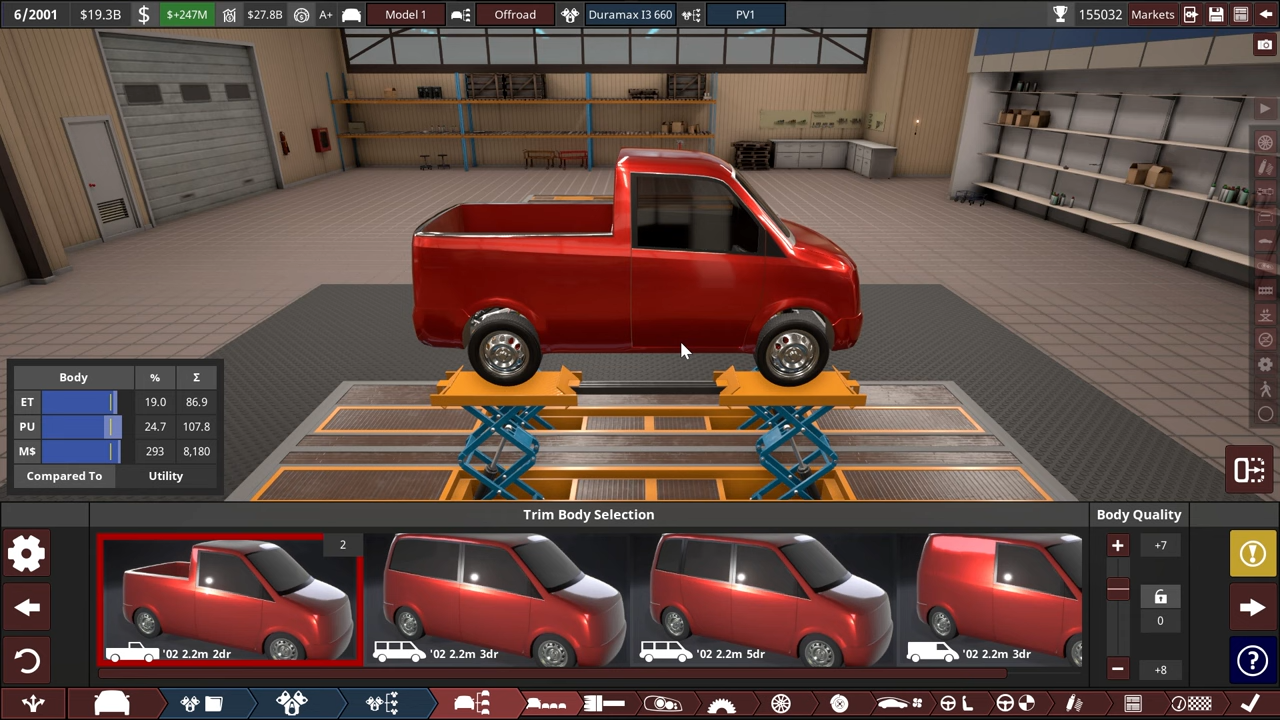 6/2001 $19.3B $+247M $27.8B A+ Model 1 Offroad Duramax I3 660 PV1 155032 Markets
Body % Σ
ET 19.0 86.9
PU 24.7 107.8
M$ 293 8,180
Compared To Utility
Trim Body Selection
Body Quality
2
+ +7
0
- +8
'02 2.2m 2dr
'02 2.2m 3dr
'02 2.2m 5dr
'02 2.2m 3dr